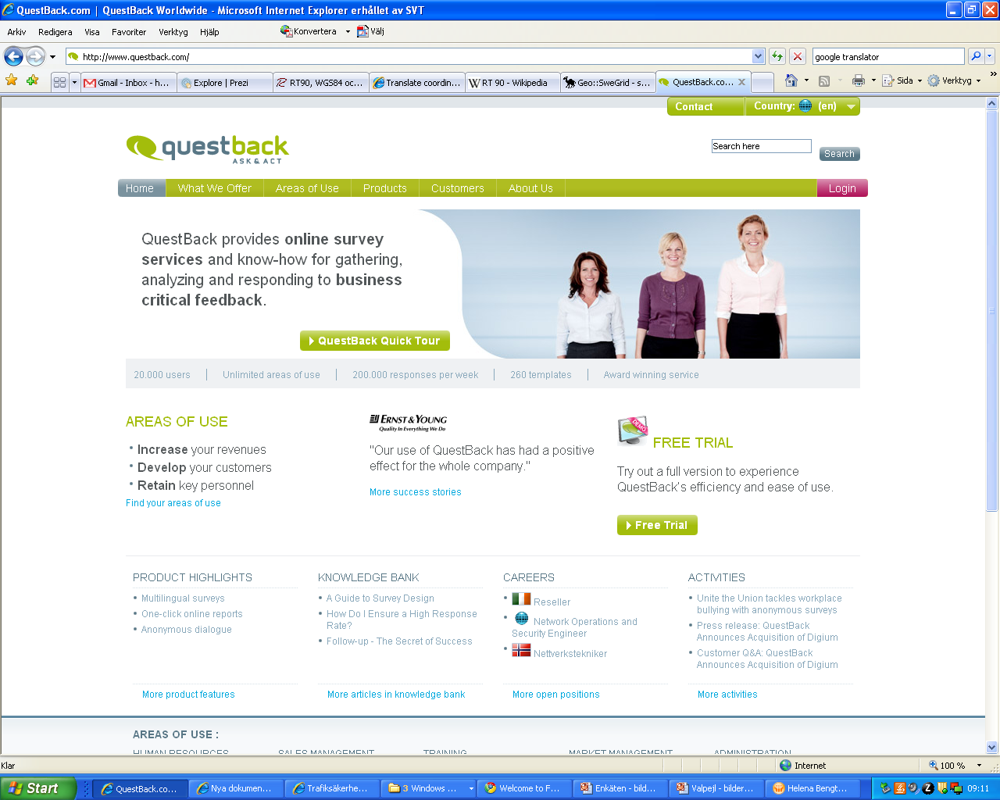 QuestBack.com | QuestBack Worldwide - Microsoft Internet Explorer erhållet av SVT
Arkiv Redigera Visa Favoriter Verktyg Hjälp Konvertera Välj
http://www.questback.com/ google translator
Gmail - Inbox - h... Explore | Prezi RT90, WGS84 oc... Translate coordin... W RT 90 - Wikipedia Geo::SweGrid - s... QuestBack.co... Sida Verktyg
Contact Country: (en)
questback
ASK & ACT
Search here Search
Home What We Offer Areas of Use Products Customers About Us Login
QuestBack provides online survey
services and know-how for gathering,
analyzing and responding to business
critical feedback.
QuestBack Quick Tour
20.000 users Unlimited areas of use 200.000 responses per week 260 templates Award winning service
AREAS OF USE
• Increase your revenues
• Develop your customers
• Retain key personnel
Find your areas of use
ERNST & YOUNG
Quality In Everything We Do
"Our use of QuestBack has had a positive
effect for the whole company."
More success stories
DEMO
FREE TRIAL
Try out a full version to experience
QuestBack's efficiency and ease of use.
Free Trial
PRODUCT HIGHLIGHTS
• Multilingual surveys
• One-click online reports
• Anonymous dialogue
More product features
KNOWLEDGE BANK
• A Guide to Survey Design
• How Do I Ensure a High Response
Rate?
• Follow-up - The Secret of Success
More articles in knowledge bank
CAREERS
• Reseller
• Network Operations and
Security Engineer
• Nettverkstekniker
More open positions
ACTIVITIES
• Unite the Union tackles workplace
bullying with anonymous surveys
• Press release: QuestBack
Announces Acquisition of Digium
• Customer Q&A: QuestBack
Announces Acquisition of Digium
More activities
AREAS OF USE :
HUMAN RESOURCES SALES MANAGEMENT TRAINING MARKET MANAGEMENT ADMINISTRATION
Klar Internet 100 %
Start QuestBack.co... Nya dokumen... Trafiksäkerhe... 3 Windows ... Welcome to F... Enkäten - bild... Valpejl - bilder... Helena Bengt... 09:11